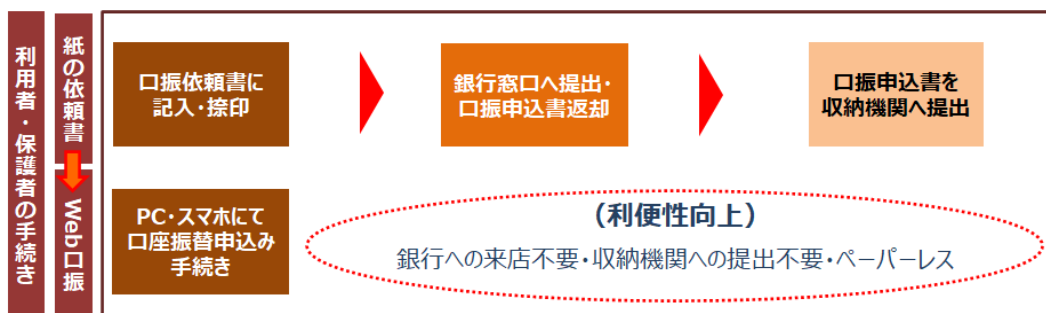 利用者・保護者の手続き
紙の依頼書
Web口振
口振依頼書に
記入・捺印
銀行窓口へ提出・
口振申込書返却
口振申込書を
収納機関へ提出
PC・スマホにて
口座振替申込み
手続き
（利便性向上）
銀行への来店不要・収納機関への提出不要・ペーパーレス